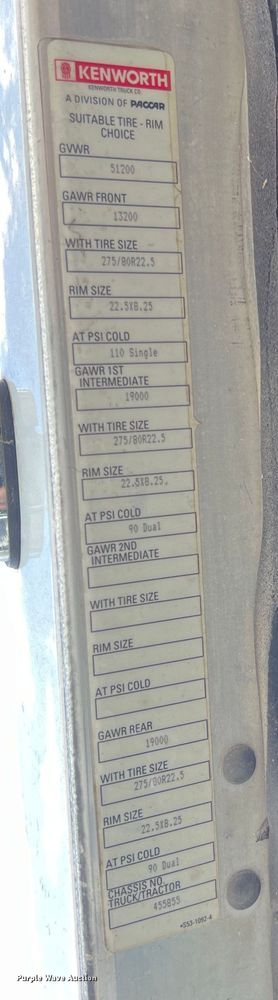 KENWORTH
KENWORTH TRUCK CO.
A DIVISION OF PACCAR
SUITABLE TIRE - RIM
CHOICE
GVWR
51200
GAWR FRONT
13200
WITH TIRE SIZE
275/80R22.5
RIM SIZE
22.5X8.25
AT PSI COLD
110 Single
GAWR 1ST
INTERMEDIATE
19000
WITH TIRE SIZE
275/80R22.5
RIM SIZE
22.5X8.25
AT PSI COLD
90 Dual
GAWR 2ND
INTERMEDIATE
WITH TIRE SIZE
RIM SIZE
AT PSI COLD
GAWR REAR
19000
WITH TIRE SIZE
275/80R22.5
RIM SIZE
22.5X8.25
AT PSI COLD
90 Dual
CHASSIS NO.
TRUCK/TRACTOR
455855
•S53-1092-4
Purple Wave Auction